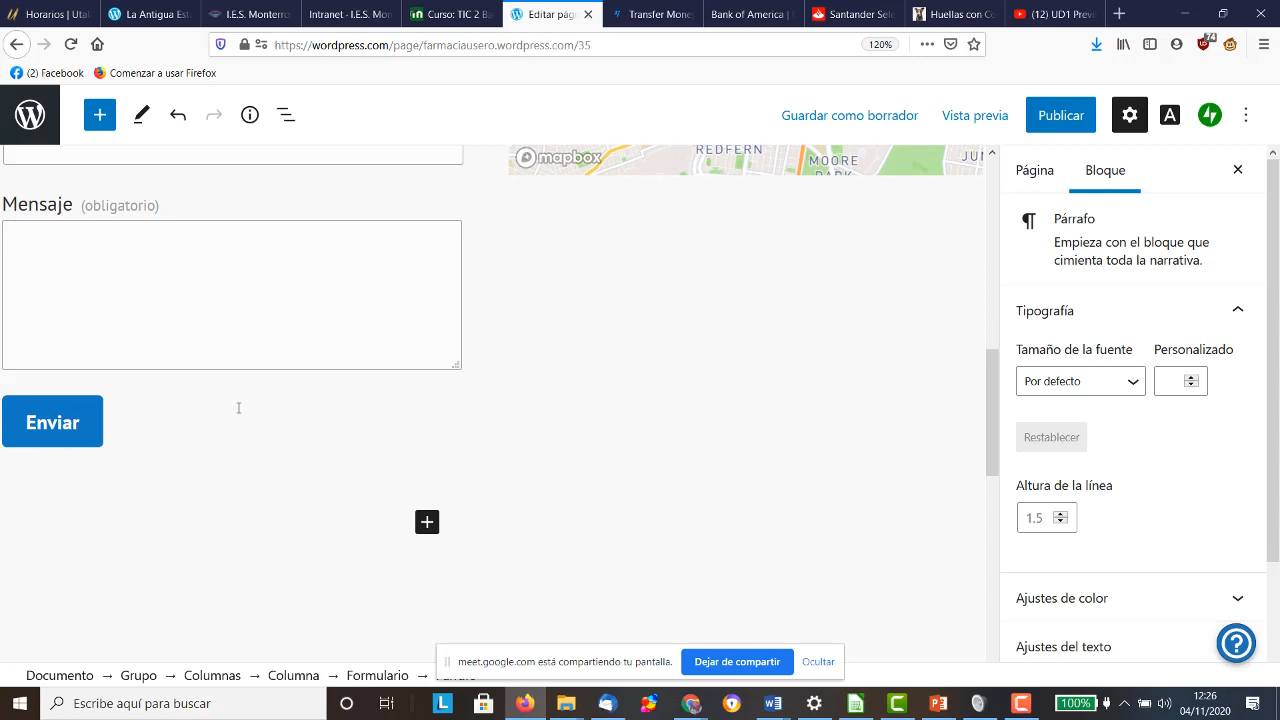 Horarios | Utal
La Antigua Est
I.E.S. Monterro
Intranet · I.E.S. Mon
Curso: TIC 2 Ba
Editar pág
Transfer Mone
Bank of America |
Santander Sele
Huellas con Co
(12) UD1 Previ
https://wordpress.com/page/farmaciausero.wordpress.com/35
120%
74
(2) Facebook
Comenzar a usar Firefox
Guardar como borrador
Vista previa
Publicar
REDFERN
MOORE
PARK
mapbox
Mensaje (obligatorio)
Enviar
Página
Bloque
Párrafo
Empieza con el bloque que
cimienta toda la narrativa.
Tipografía
Tamaño de la fuente
Personalizado
Por defecto
Restablecer
Altura de la línea
1.5
Ajustes de color
Ajustes del texto
meet.google.com está compartiendo tu pantalla.
Dejar de compartir
Ocultar
Documento → Grupo → Columnas → Columna → Formulario →
Escribe aquí para buscar
100%
12:26
04/11/2020